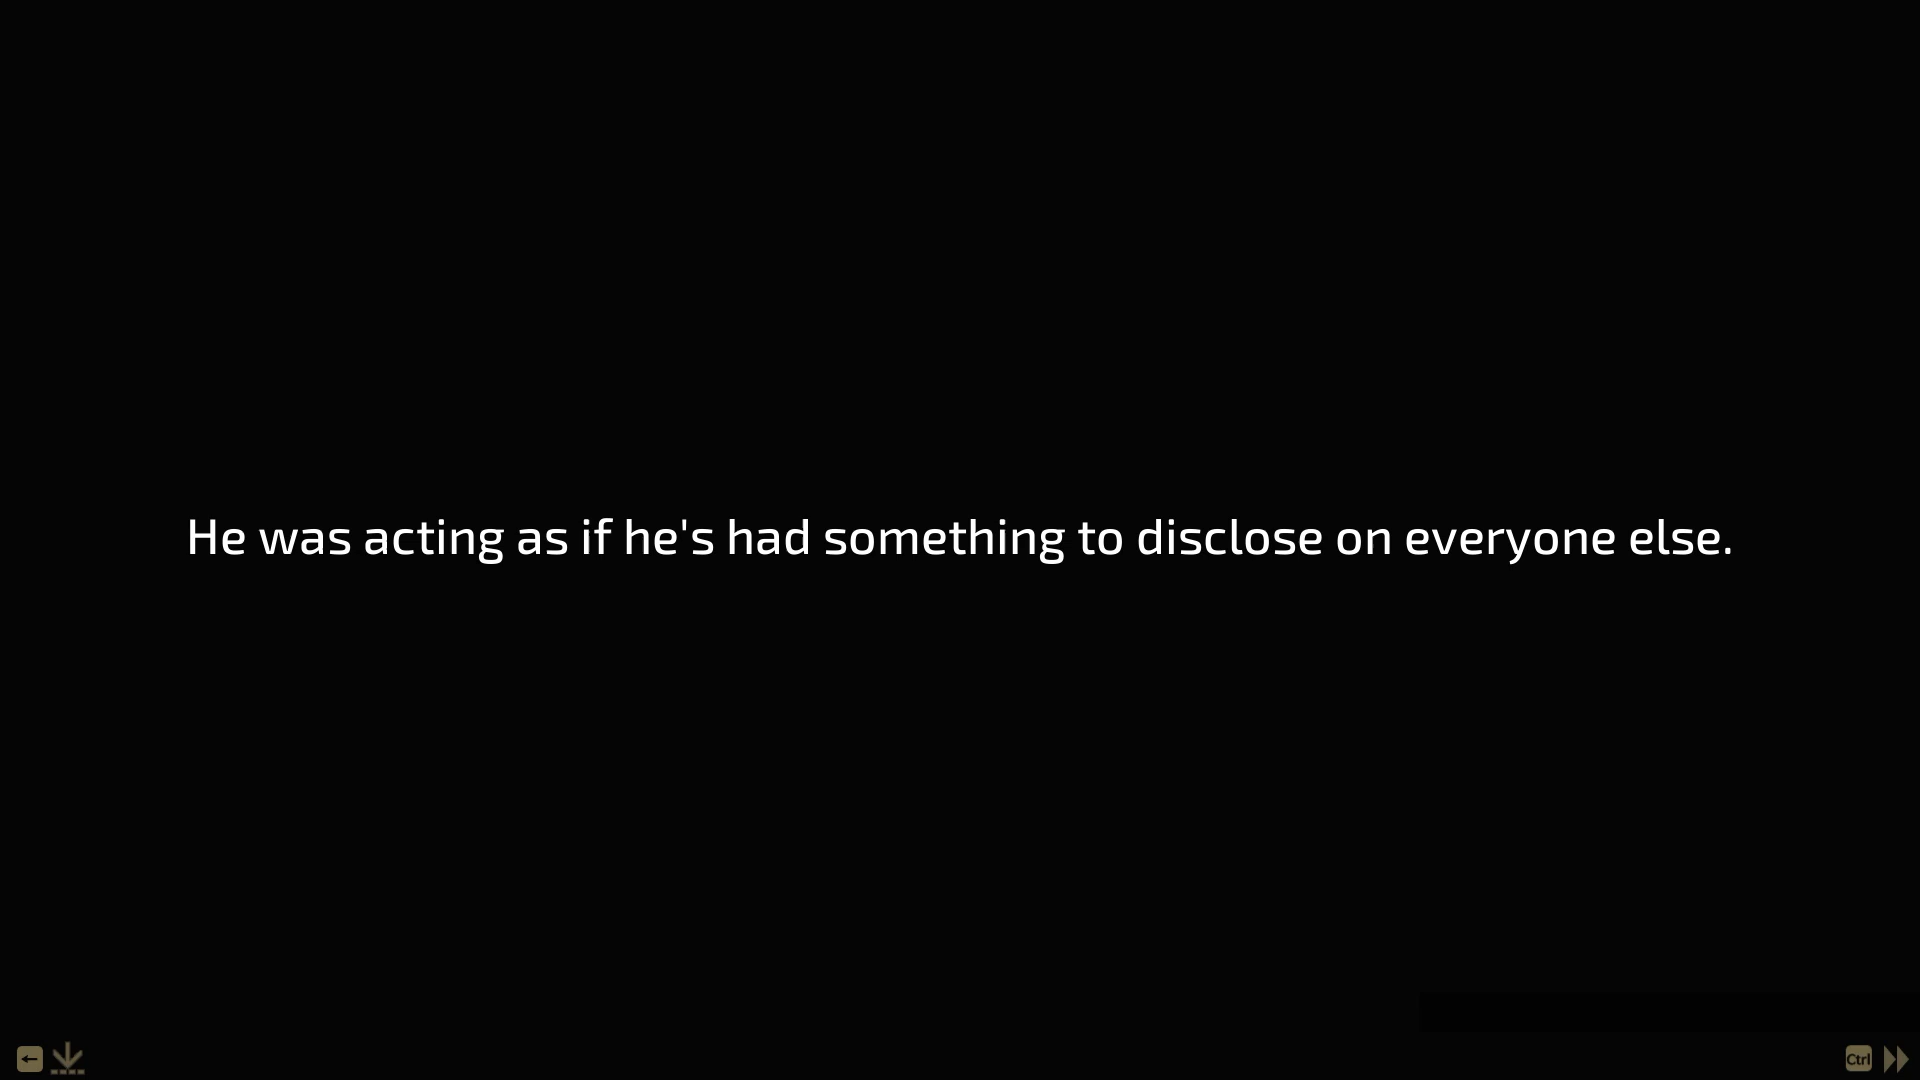 He was acting as if he's had something to disclose on everyone else.
Ctrl